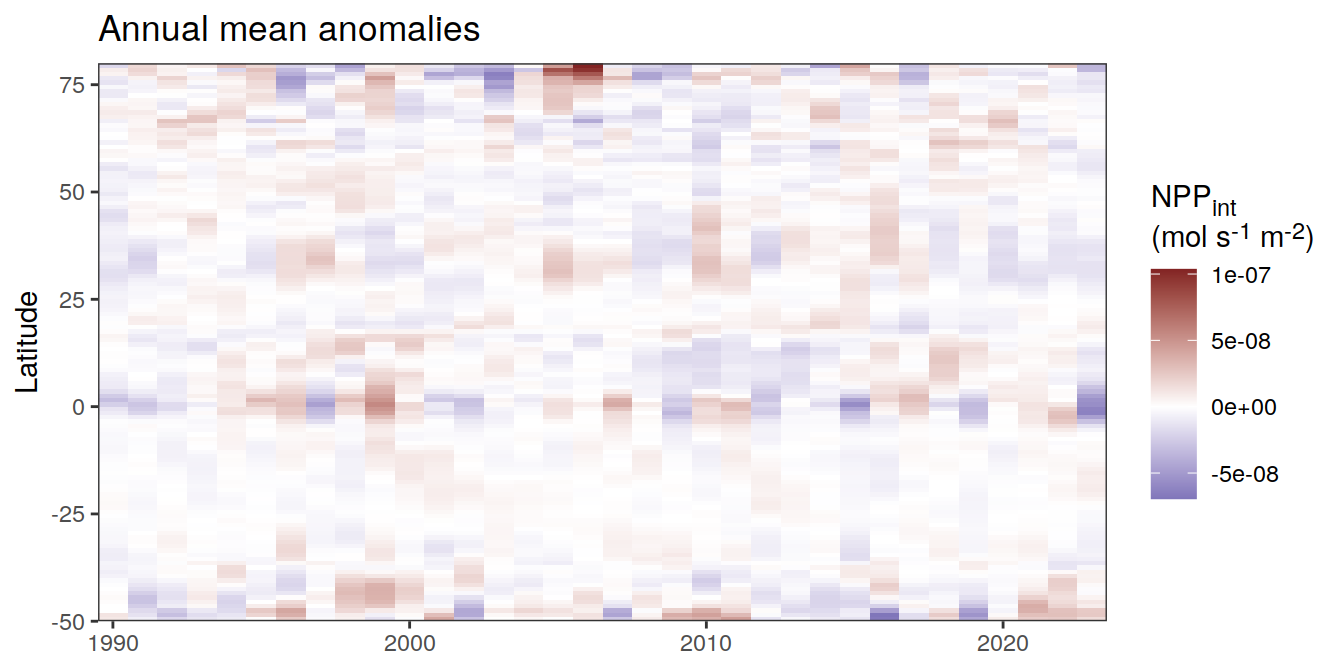 Annual mean anomalies
75
50
25
0
-25
-50
Latitude
1990
2000
2010
2020
NPPint
(mol s-1 m-2)
1e-07
5e-08
0e+00
-5e-08